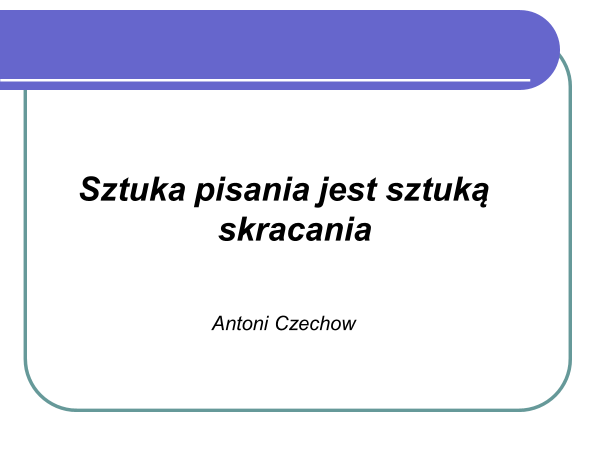 Sztuka pisania jest sztuką
skracania
Antoni Czechow